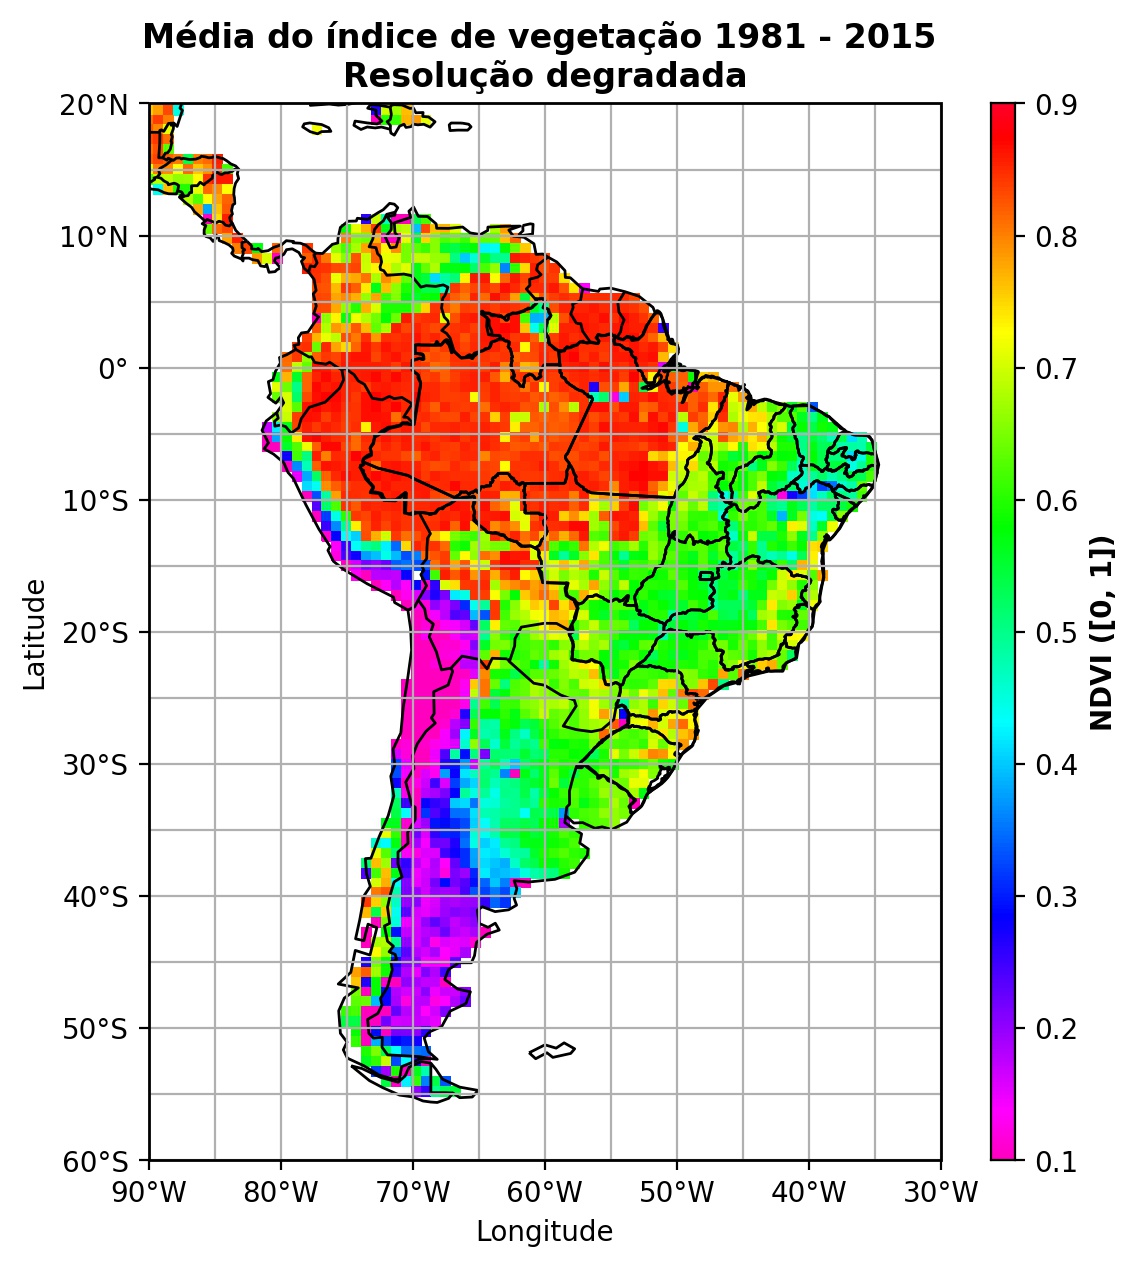 Média do índice de vegetação 1981 - 2015
Resolução degradada
20°N
10°N
0°
10°S
20°S
30°S
40°S
50°S
60°S
Latitude
90°W 80°W 70°W 60°W 50°W 40°W 30°W
Longitude
0.9
0.8
0.7
0.6
0.5
0.4
0.3
0.2
0.1
NDVI ([0, 1])